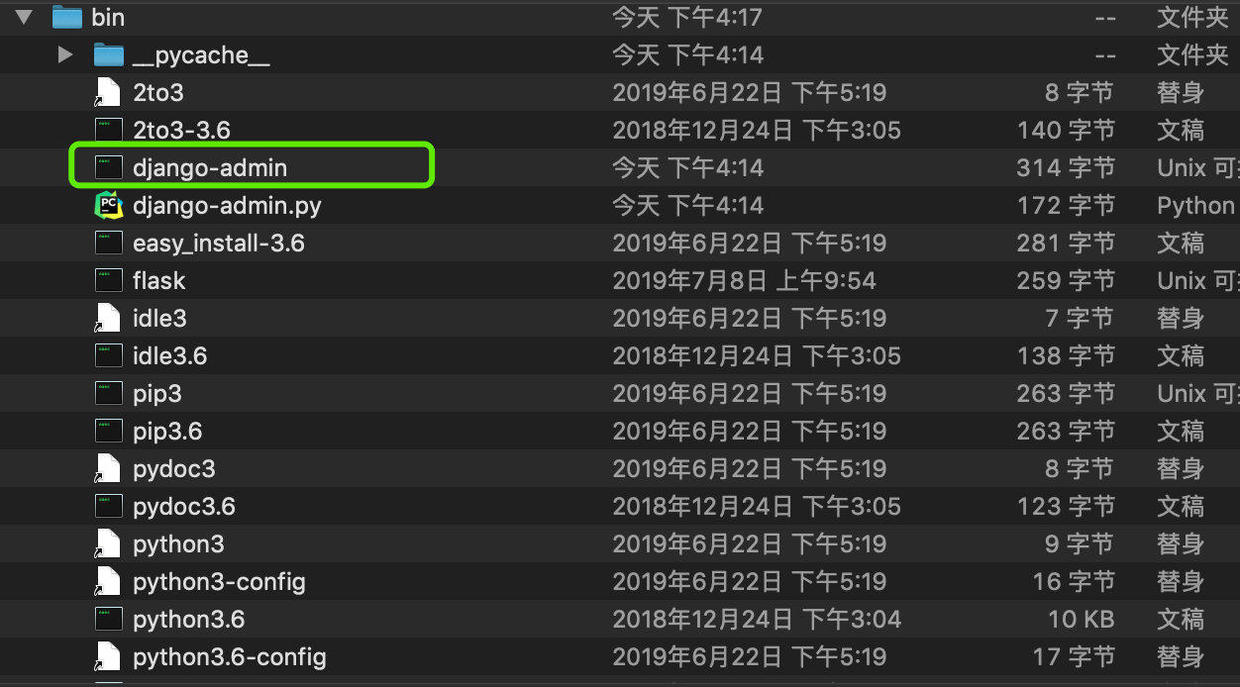 bin 今天 下午4:17 -- 文件夹
__pycache__ 今天 下午4:14 -- 文件夹
2to3 2019年6月22日 下午5:19 8 字节 替身
2to3-3.6 2018年12月24日 下午3:05 140 字节 文稿
django-admin 今天 下午4:14 314 字节 Unix 可
django-admin.py 今天 下午4:14 172 字节 Python
easy_install-3.6 2019年6月22日 下午5:19 281 字节 文稿
flask 2019年7月8日 上午9:54 259 字节 Unix 可
idle3 2019年6月22日 下午5:19 7 字节 替身
idle3.6 2018年12月24日 下午3:05 138 字节 文稿
pip3 2019年6月22日 下午5:19 263 字节 Unix 可
pip3.6 2019年6月22日 下午5:19 263 字节 文稿
pydoc3 2019年6月22日 下午5:19 8 字节 替身
pydoc3.6 2018年12月24日 下午3:05 123 字节 文稿
python3 2019年6月22日 下午5:19 9 字节 替身
python3-config 2019年6月22日 下午5:19 16 字节 替身
python3.6 2018年12月24日 下午3:04 10 KB 文稿
python3.6-config 2019年6月22日 下午5:19 17 字节 替身